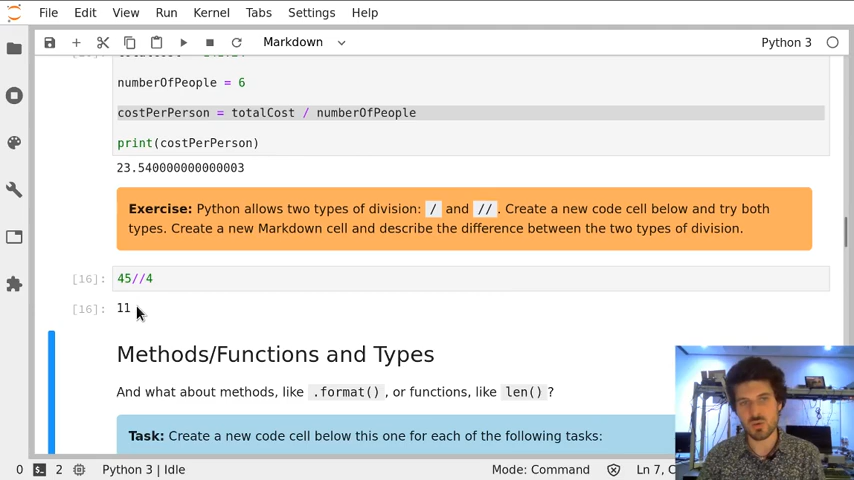 File Edit View Run Kernel Tabs Settings Help
Markdown Python 3
numberOfPeople = 6
costPerPerson = totalCost / numberOfPeople
print(costPerPerson)
23.540000000000003
Exercise: Python allows two types of division: / and //. Create a new code cell below and try both
types. Create a new Markdown cell and describe the difference between the two types of division.
[16]: 45//4
[16]: 11
Methods/Functions and Types
And what about methods, like .format(), or functions, like len()?
Task: Create a new code cell below this one for each of the following tasks:
0 2 Python 3 | Idle Mode: Command Ln 7, C